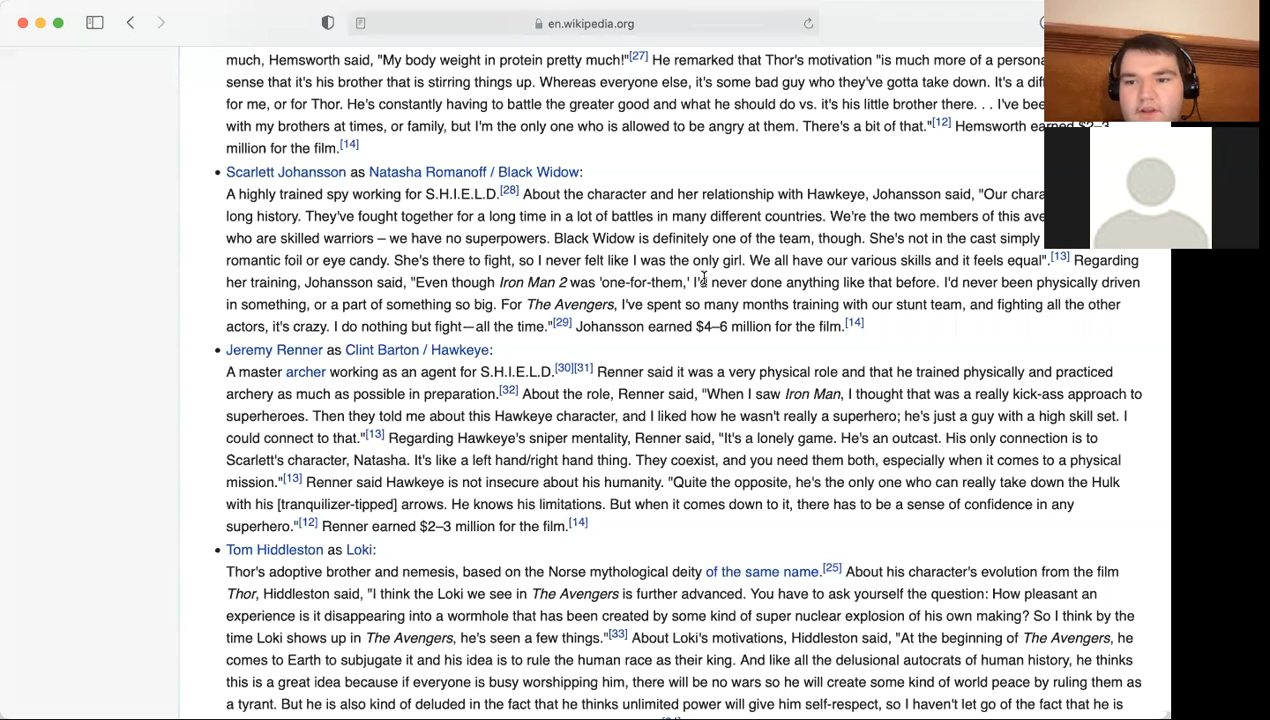 en.wikipedia.org
much, Hemsworth said, "My body weight in protein pretty much!"[27] He remarked that Thor's motivation "is much more of a
sense that it's his brother that is stirring things up. Whereas everyone else, it's some bad guy who they've gotta take down. It's a
for me, or for Thor. He's constantly having to battle the greater good and what he should do vs. it's his little brother there. . . I've
with my brothers at times, or family, but I'm the only one who is allowed to be angry at them. There's a bit of that."[12] Hemsworth earned $2–3
million for the film.[14]
• Scarlett Johansson as Natasha Romanoff / Black Widow:
A highly trained spy working for S.H.I.E.L.D.[28] About the character and her relationship with Hawkeye, Johansson said, "Our
long history. They've fought together for a long time in a lot of battles in many different countries. We're the two members of this
who are skilled warriors – we have no superpowers. Black Widow is definitely one of the team, though. She's not in the cast simply
romantic foil or eye candy. She's there to fight, so I never felt like I was the only girl. We all have our various skills and it feels equal".[13] Regarding
her training, Johansson said, "Even though Iron Man 2 was 'one-for-them,' I'd never done anything like that before. I'd never been physically driven
in something, or a part of something so big. For The Avengers, I've spent so many months training with our stunt team, and fighting all the other
actors, it's crazy. I do nothing but fight—all the time."[29] Johansson earned $4–6 million for the film.[14]
• Jeremy Renner as Clint Barton / Hawkeye:
A master archer working as an agent for S.H.I.E.L.D.[30][31] Renner said it was a very physical role and that he trained physically and practiced
archery as much as possible in preparation.[32] About the role, Renner said, "When I saw Iron Man, I thought that was a really kick-ass approach to
superheroes. Then they told me about this Hawkeye character, and I liked how he wasn't really a superhero; he's just a guy with a high skill set. I
could connect to that."[13] Regarding Hawkeye's sniper mentality, Renner said, "It's a lonely game. He's an outcast. His only connection is to
Scarlett's character, Natasha. It's like a left hand/right hand thing. They coexist, and you need them both, especially when it comes to a physical
mission."[13] Renner said Hawkeye is not insecure about his humanity. "Quite the opposite, he's the only one who can really take down the Hulk
with his [tranquilizer-tipped] arrows. He knows his limitations. But when it comes down to it, there has to be a sense of confidence in any
superhero."[12] Renner earned $2–3 million for the film.[14]
• Tom Hiddleston as Loki:
Thor's adoptive brother and nemesis, based on the Norse mythological deity of the same name.[25] About his character's evolution from the film
Thor, Hiddleston said, "I think the Loki we see in The Avengers is further advanced. You have to ask yourself the question: How pleasant an
experience is it disappearing into a wormhole that has been created by some kind of super nuclear explosion of his own making? So I think by the
time Loki shows up in The Avengers, he's seen a few things."[33] About Loki's motivations, Hiddleston said, "At the beginning of The Avengers, he
comes to Earth to subjugate it and his idea is to rule the human race as their king. And like all the delusional autocrats of human history, he thinks
this is a great idea because if everyone is busy worshipping him, there will be no wars so he will create some kind of world peace by ruling them as
a tyrant. But he is also kind of deluded in the fact that he thinks unlimited power will give him self-respect, so I haven't let go of the fact that he is